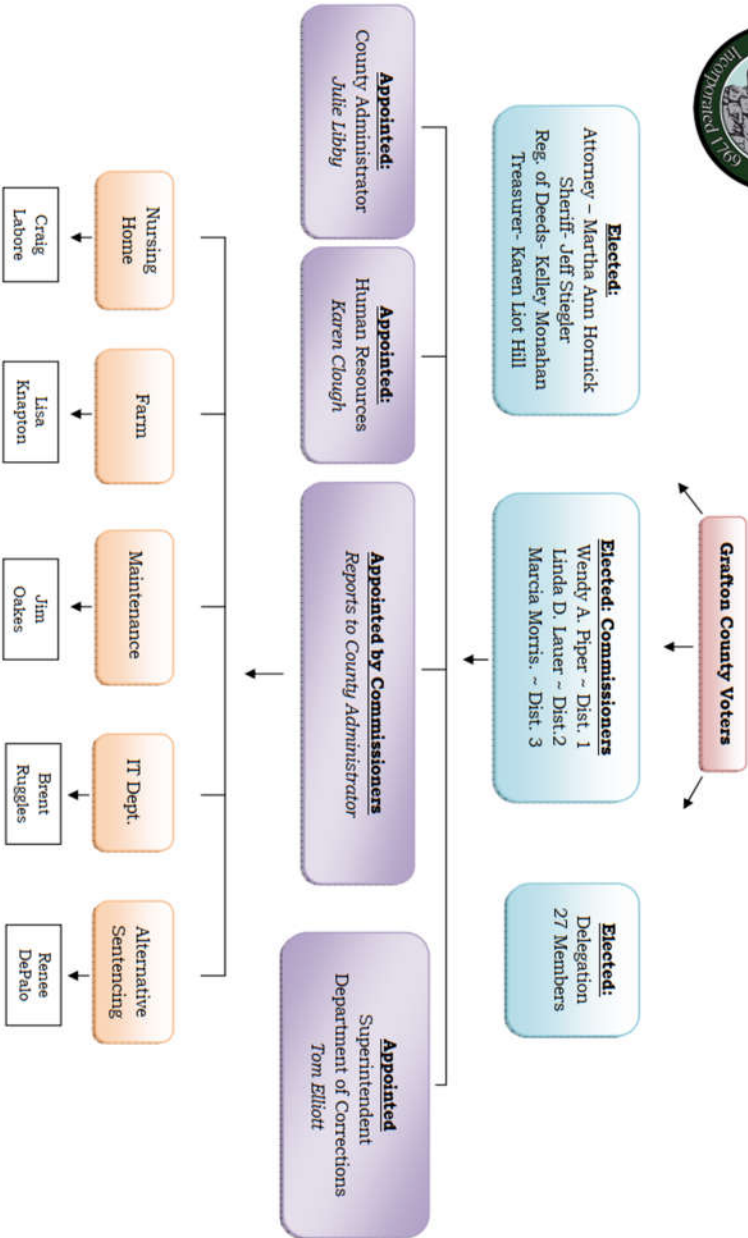 Incorporated 1769
Grafton County Voters
Elected:
Attorney – Martha Ann Hornick
Sheriff- Jeff Stiegler
Reg. of Deeds- Kelley Monahan
Treasurer- Karen Liot Hill
Elected: Commissioners
Wendy A. Piper ~ Dist. 1
Linda D. Lauer ~ Dist.2
Marcia Morris. ~ Dist. 3
Elected:
Delegation
27 Members
Appointed:
County Administrator
Julie Libby
Appointed:
Human Resources
Karen Clough
Appointed by Commissioners
Reports to County Administrator
Appointed
Superintendent
Department of Corrections
Tom Elliott
Nursing
Home
Farm
Maintenance
IT Dept.
Alternative
Sentencing
Craig
Labore
Lisa
Knapton
Jim
Oakes
Brent
Ruggles
Renee
DePalo